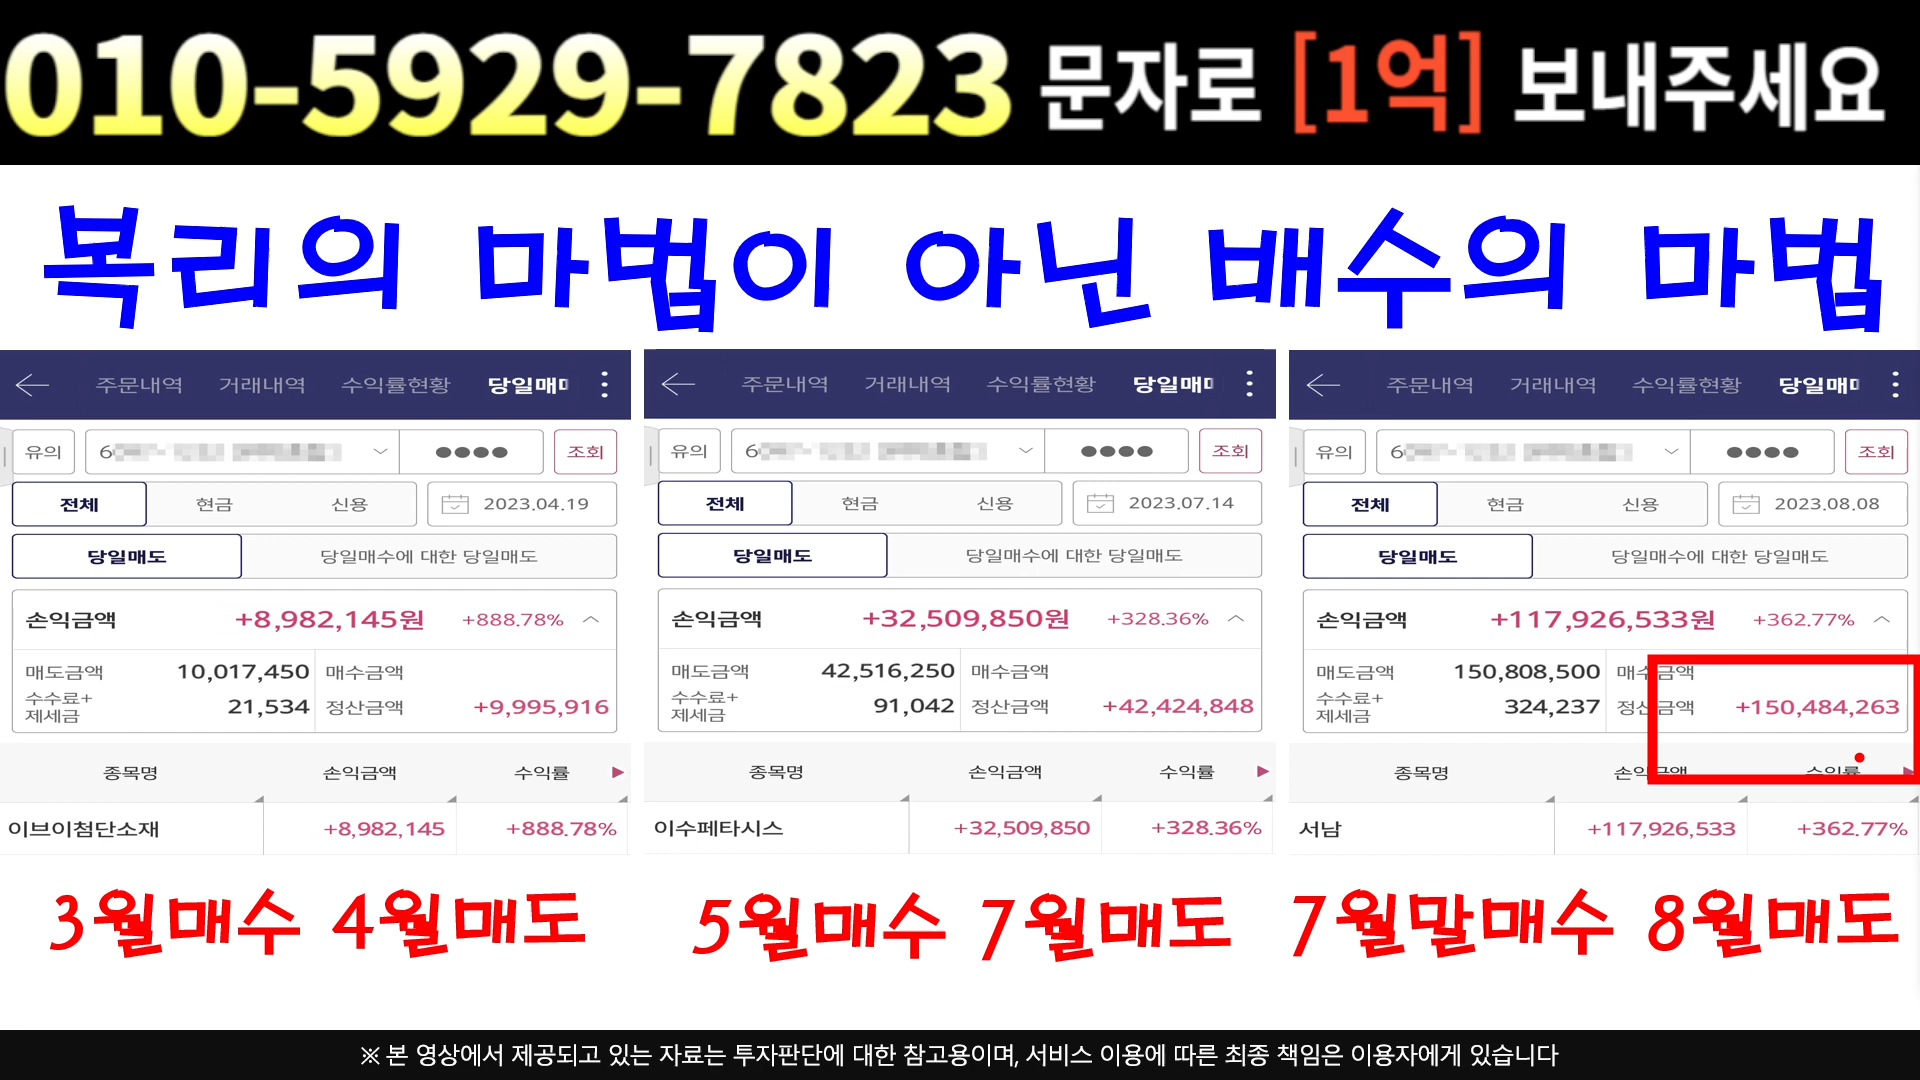 010-5929-7823 문자로 [1억] 보내주세요
복리의 마법이 아닌 배수의 마법
주문내역 거래내역 수익률현황 당일매
유의 6 ●●●● 조회
전체 현금 신용 2023.04.19
당일매도 당일매수에 대한 당일매도
손익금액 +8,982,145원 +888.78%
매도금액 10,017,450 매수금액
수수료+
제세금 21,534 정산금액 +9,995,916
종목명 손익금액 수익률
이브이첨단소재 +8,982,145 +888.78%
3월매수 4월매도
주문내역 거래내역 수익률현황 당일매
유의 6 ●●●● 조회
전체 현금 신용 2023.07.14
당일매도 당일매수에 대한 당일매도
손익금액 +32,509,850원 +328.36%
매도금액 42,516,250 매수금액
수수료+
제세금 91,042 정산금액 +42,424,848
종목명 손익금액 수익률
이수페타시스 +32,509,850 +328.36%
5월매수 7월매도
주문내역 거래내역 수익률현황 당일매
유의 6 ●●●● 조회
전체 현금 신용 2023.08.08
당일매도 당일매수에 대한 당일매도
손익금액 +117,926,533원 +362.77%
매도금액 150,808,500 매수금액
수수료+
제세금 324,237 정산금액 +150,484,263
종목명 손익금액 수익률
서남 +117,926,533 +362.77%
7월말매수 8월매도
※ 본 영상에서 제공되고 있는 자료는 투자판단에 대한 참고용이며, 서비스 이용에 따른 최종 책임은 이용자에게 있습니다